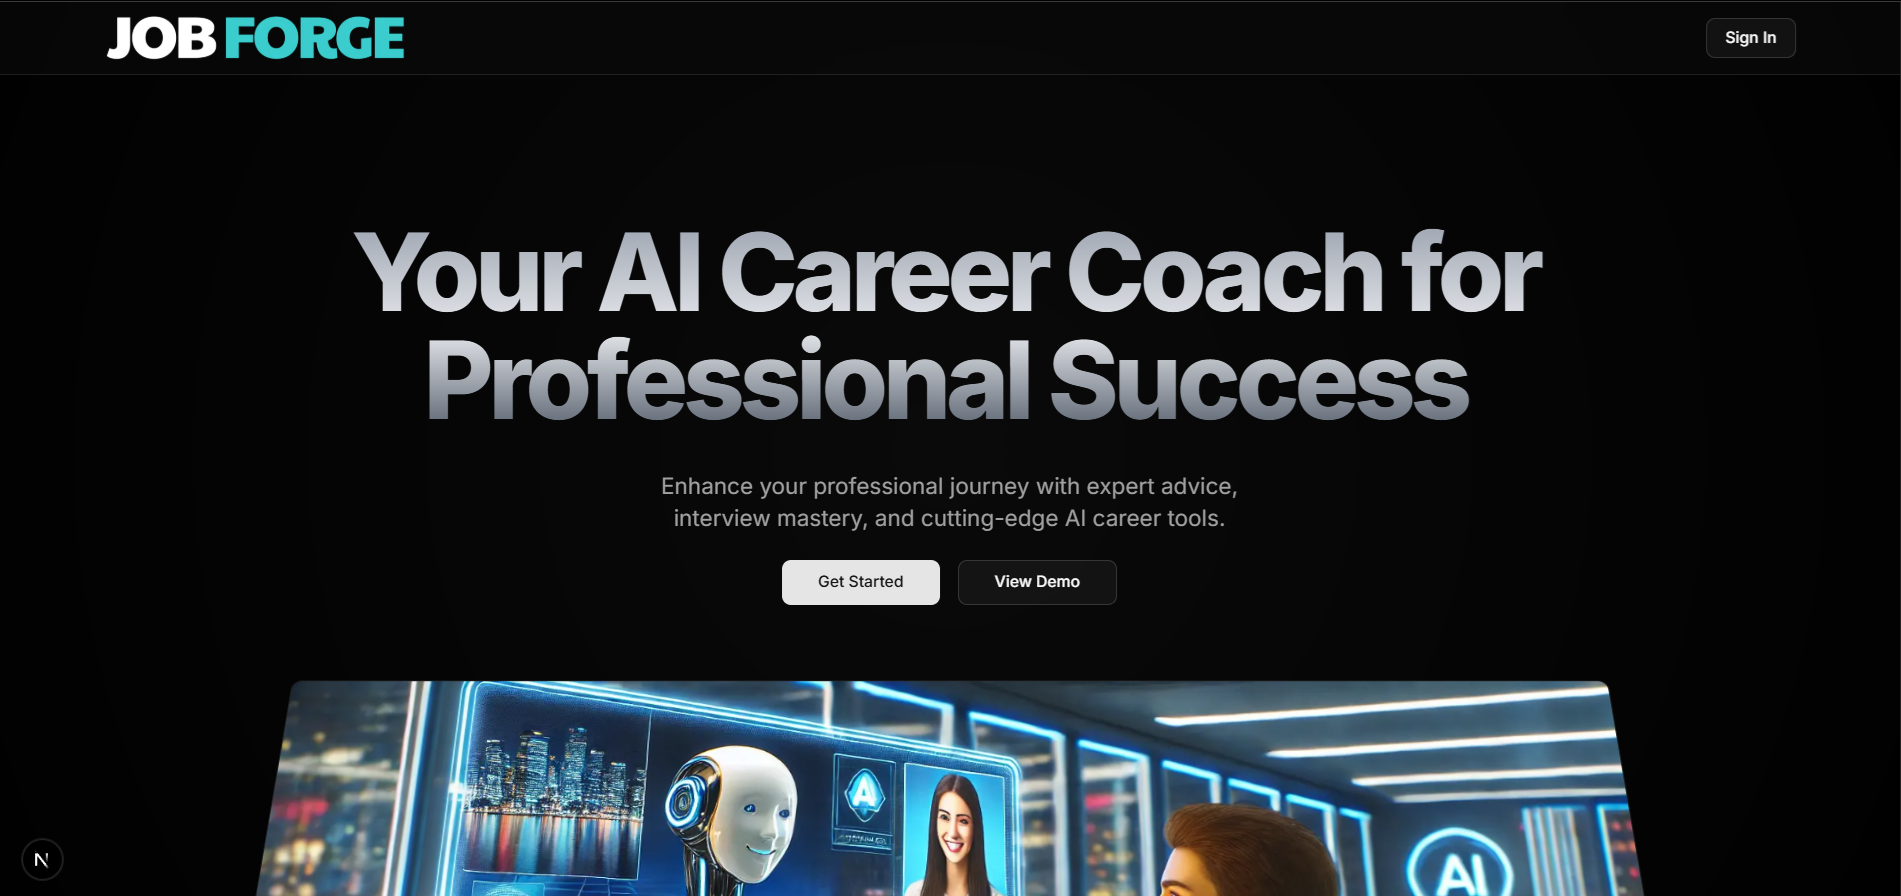 JOB FORGE
Sign In
Your AI Career Coach for
Professional Success
Enhance your professional journey with expert advice,
interview mastery, and cutting-edge AI career tools.
Get Started
View Demo
A
AI
N